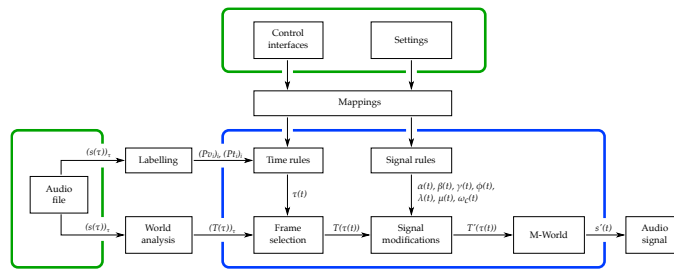 Control
interfaces
Settings
Mappings
(s(τ))τ
Labelling
(Pvᵢ)ᵢ, (Ptᵢ)ᵢ
Time rules
Signal rules
Audio
file
τ(t)
α(t), β(t), γ(t), ϕ(t),
λ(t), μ(t), ω_c(t)
(s(τ))τ
World
analysis
(T(τ))τ
Frame
selection
T(τ(t))
Signal
modifications
T'(τ(t))
M-World
s'(t)
Audio
signal